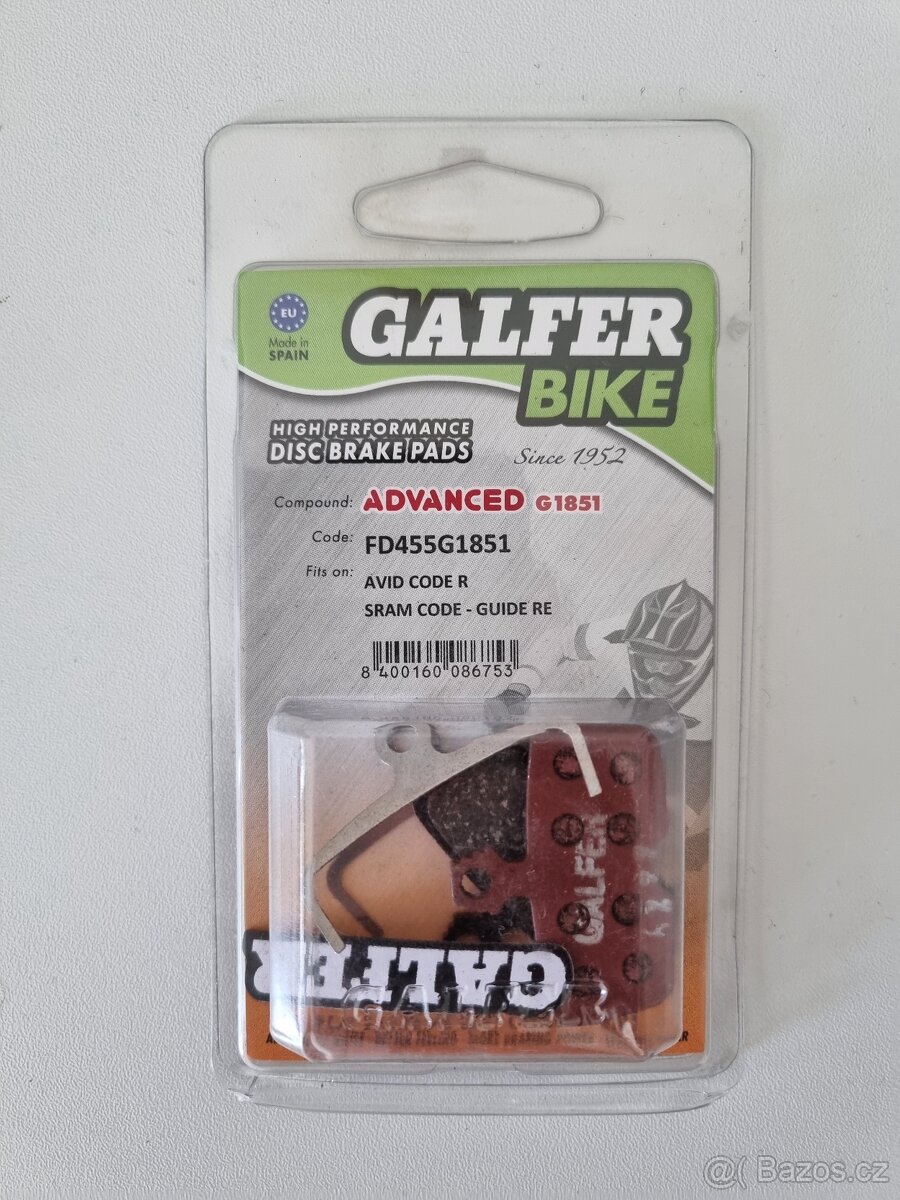 EU
Made in
SPAIN
GALFER
BIKE
HIGH PERFORMANCE
DISC BRAKE PADS
Since 1952
Compound: ADVANCED G1851
Code: FD455G1851
Fits on: AVID CODE R
SRAM CODE - GUIDE RE
8 400160 086753
GALFER
GALFER
GALFER
@( Bazos.cz